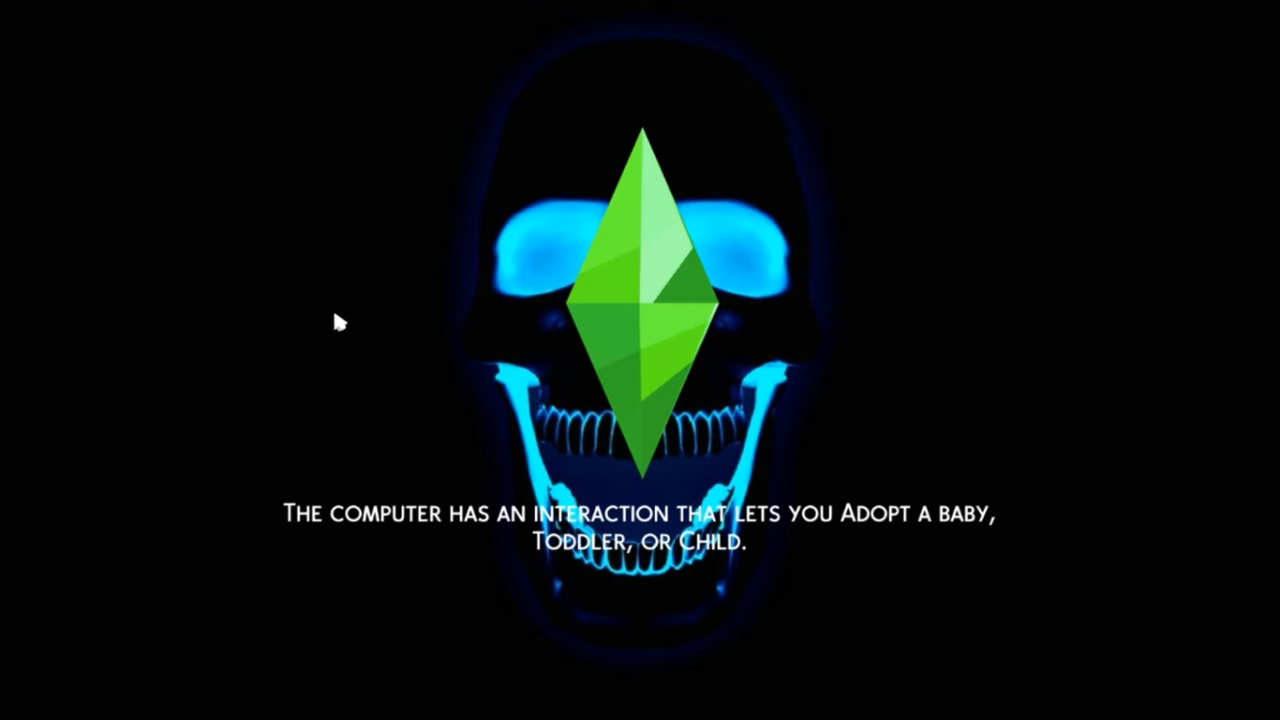 The computer has an interaction that lets you Adopt a baby,
Toddler, or Child.